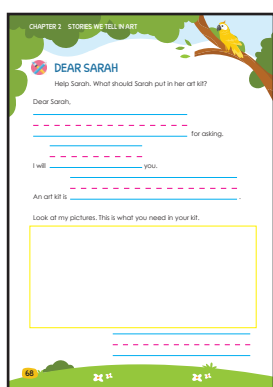 CHAPTER 2 STORIES WE TELL IN ART
DEAR SARAH
Help Sarah. What should Sarah put in her art kit?
Dear Sarah,
for asking.
I will you.
An art kit is .
Look at my pictures. This is what you need in your kit.
68